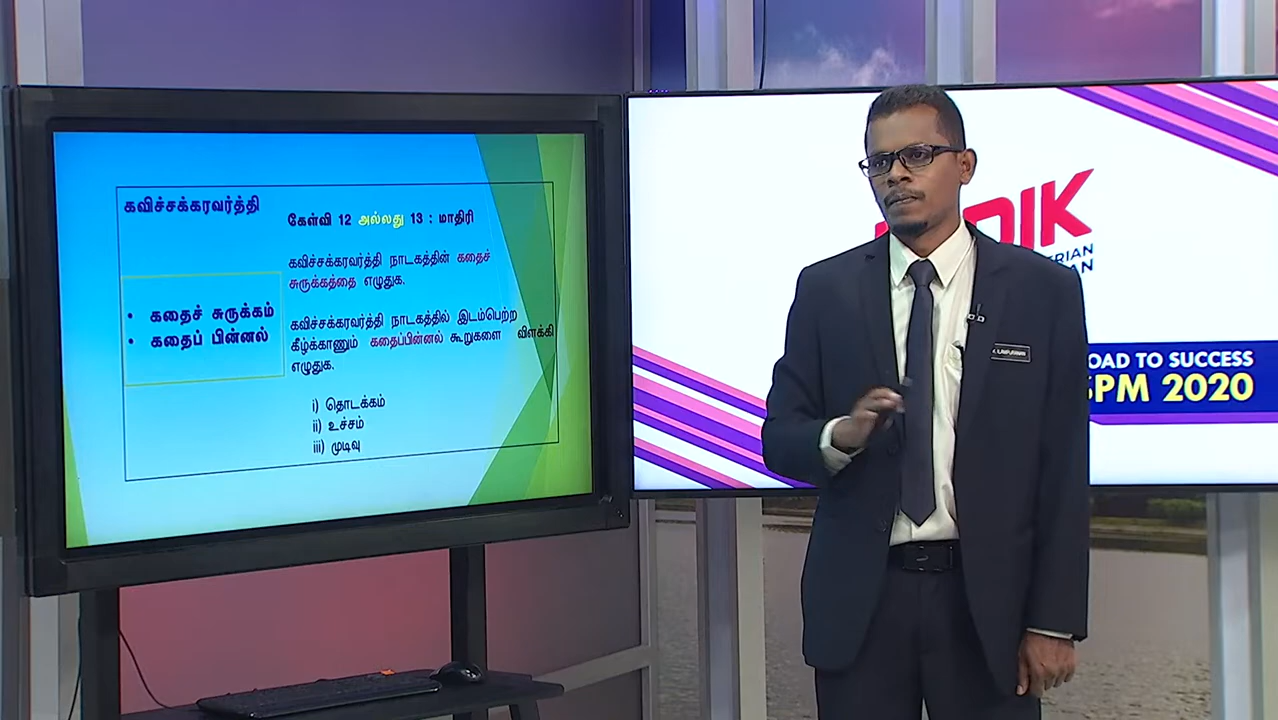 கவிச்சக்கரவர்த்தி
கேள்வி 12 அல்லது 13 : மாதிரி
கவிச்சக்கரவர்த்தி நாடகத்தின் கதைச்
சுருக்கத்தை எழுதுக.
• கதைச் சுருக்கம்
• கதைப் பின்னல்
கவிச்சக்கரவர்த்தி நாடகத்தில் இடம்பெற்ற
கீழ்க்காணும் கதைப்பின்னல் கூறுகளை விளக்கி
எழுதுக.
i) தொடக்கம்
ii) உச்சம்
iii) முடிவு
TO SUCCESS
SPM 2020